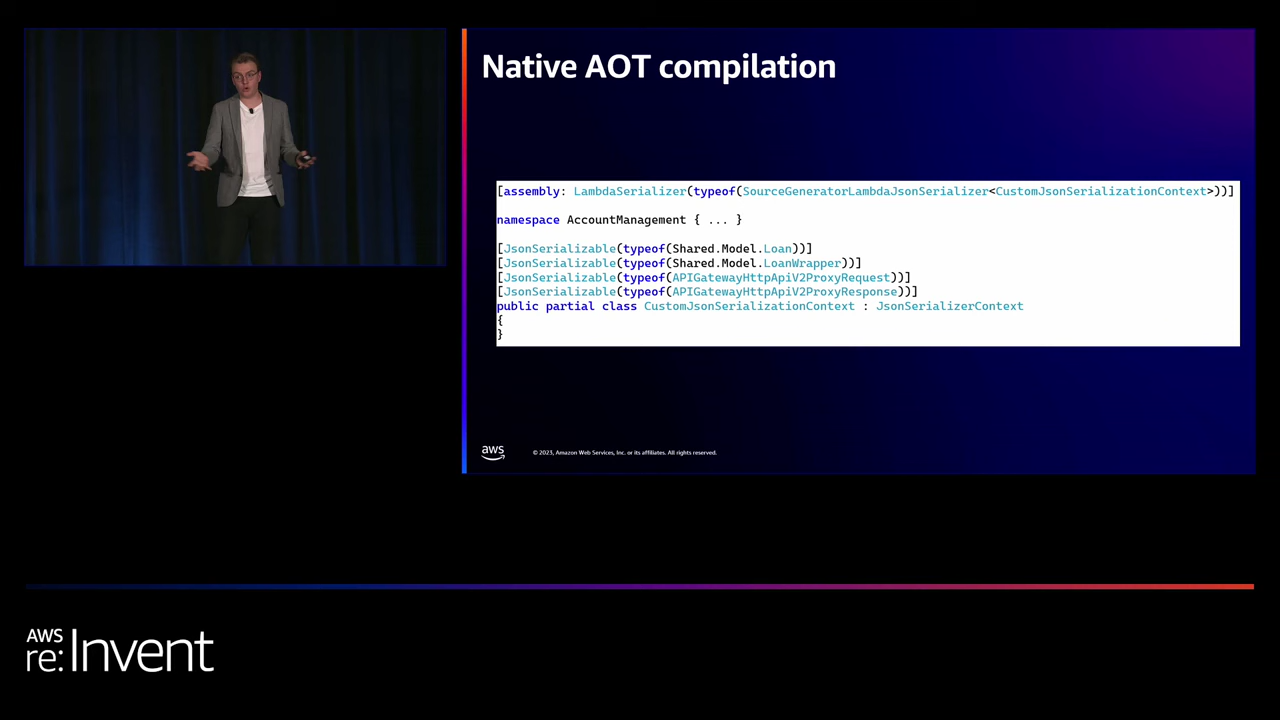 Native AOT compilation
[assembly: LambdaSerializer(typeof(SourceGeneratorLambdaJsonSerializer<CustomJsonSerializationContext>))]
namespace AccountManagement { ... }
[JsonSerializable(typeof(Shared.Model.Loan))]
[JsonSerializable(typeof(Shared.Model.LoanWrapper))]
[JsonSerializable(typeof(APIGatewayHttpApiV2ProxyRequest))]
[JsonSerializable(typeof(APIGatewayHttpApiV2ProxyResponse))]
public partial class CustomJsonSerializationContext : JsonSerializerContext
{
}
aws
© 2023, Amazon Web Services, Inc. or its affiliates. All rights reserved.
AWS
re:Invent